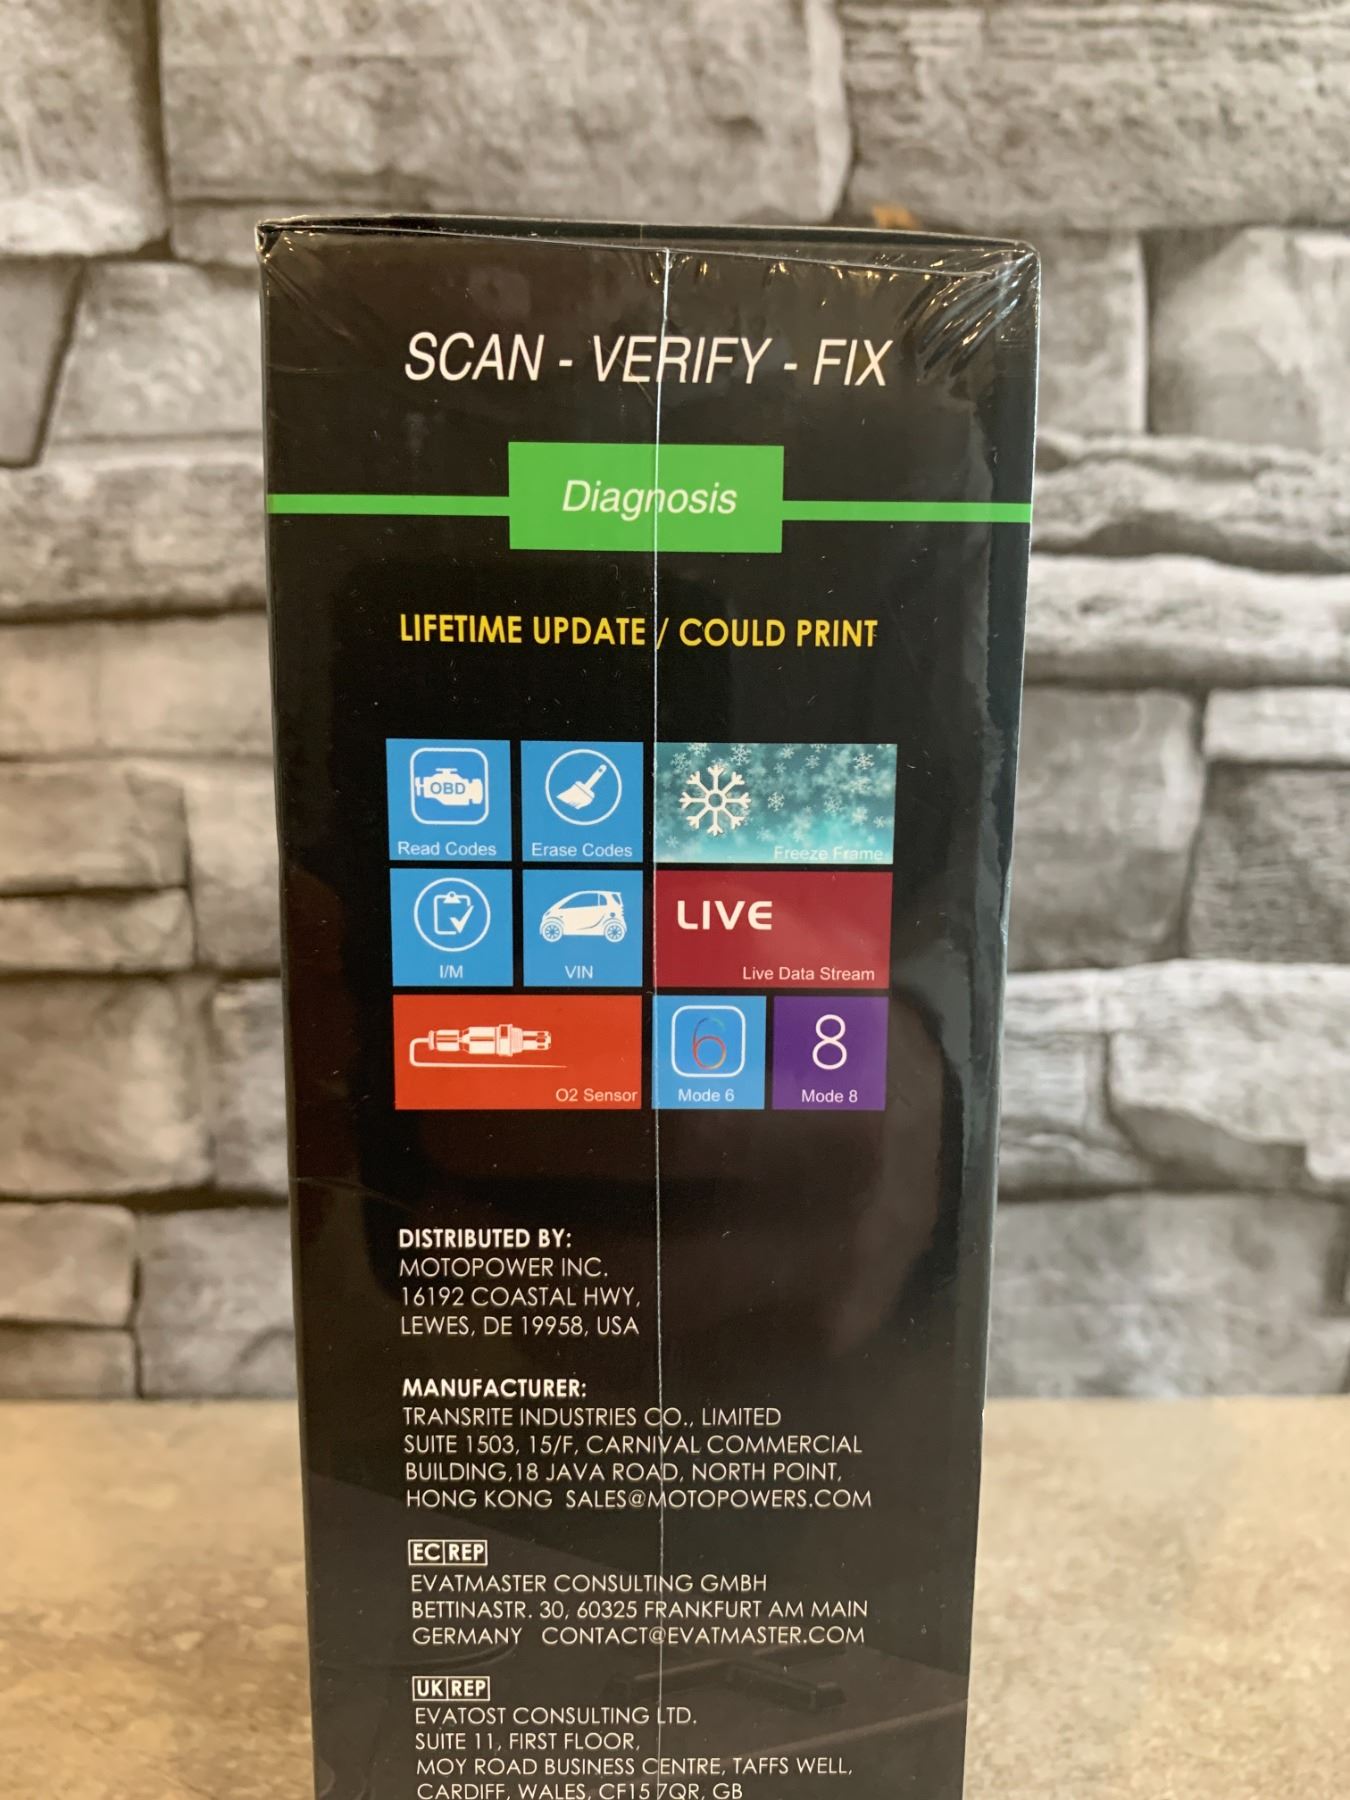 SCAN - VERIFY - FIX
Diagnosis
LIFETIME UPDATE / COULD PRINT
OBD
Read Codes
Erase Codes
Freeze Frame
I/M
VIN
LIVE
Live Data Stream
O2 Sensor
6
Mode 6
8
Mode 8
DISTRIBUTED BY:
MOTOPOWER INC.
16192 COASTAL HWY,
LEWES, DE 19958, USA
MANUFACTURER:
TRANSRITE INDUSTRIES CO., LIMITED
SUITE 1503, 15/F, CARNIVAL COMMERCIAL
BUILDING,18 JAVA ROAD, NORTH POINT,
HONG KONG SALES@MOTOPOWERS.COM
EC REP
EVATMASTER CONSULTING GMBH
BETTINASTR. 30, 60325 FRANKFURT AM MAIN
GERMANY CONTACT@EVATMASTER.COM
UK REP
EVATOST CONSULTING LTD.
SUITE 11, FIRST FLOOR,
MOY ROAD BUSINESS CENTRE, TAFFS WELL,
CARDIFF, WALES, CF15 7QR, GB